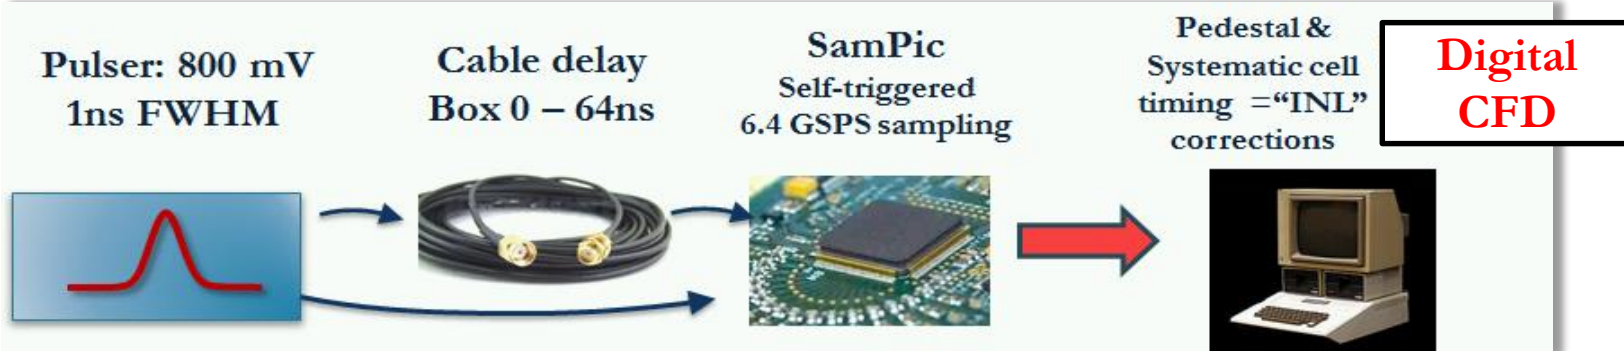 Pulser: 800 mV
1ns FWHM
Cable delay
Box 0 – 64ns
SamPic
Self-triggered
6.4 GSPS sampling
Pedestal &
Systematic cell
timing =“INL”
corrections
Digital
CFD